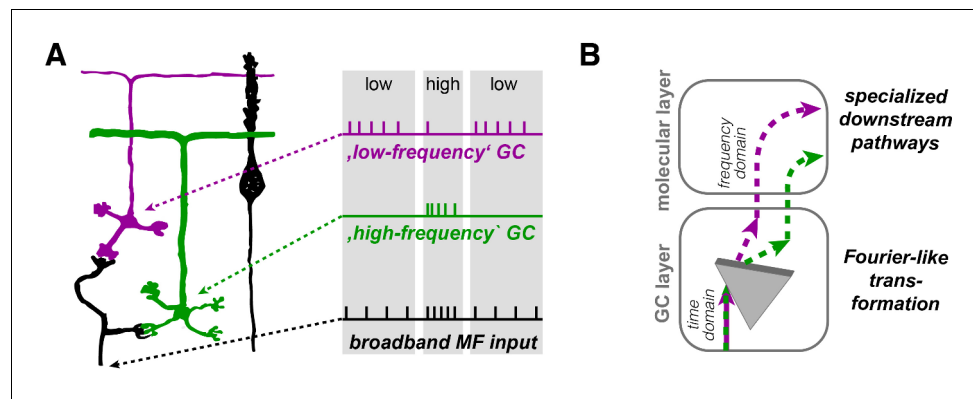 A
low high low
‚low-frequency‘ GC
‚high-frequency` GC
broadband MF input
B
molecular layer
GC layer
frequency
domain
time
domain
specialized
downstream
pathways
Fourier-like
trans-
formation